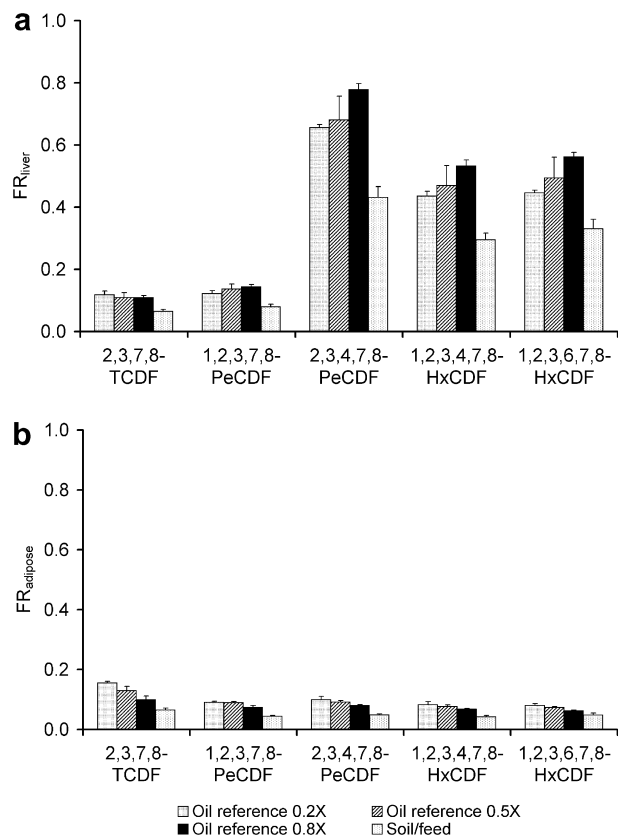 a
1.0
0.8
0.6
0.4
0.2
0.0
FRliver
2,3,7,8- 1,2,3,7,8- 2,3,4,7,8- 1,2,3,4,7,8- 1,2,3,6,7,8-
TCDF PeCDF PeCDF HxCDF HxCDF
b
1.0
0.8
0.6
0.4
0.2
0.0
FRadipose
2,3,7,8- 1,2,3,7,8- 2,3,4,7,8- 1,2,3,4,7,8- 1,2,3,6,7,8-
TCDF PeCDF PeCDF HxCDF HxCDF
Oil reference 0.2X Oil reference 0.5X
Oil reference 0.8X Soil/feed